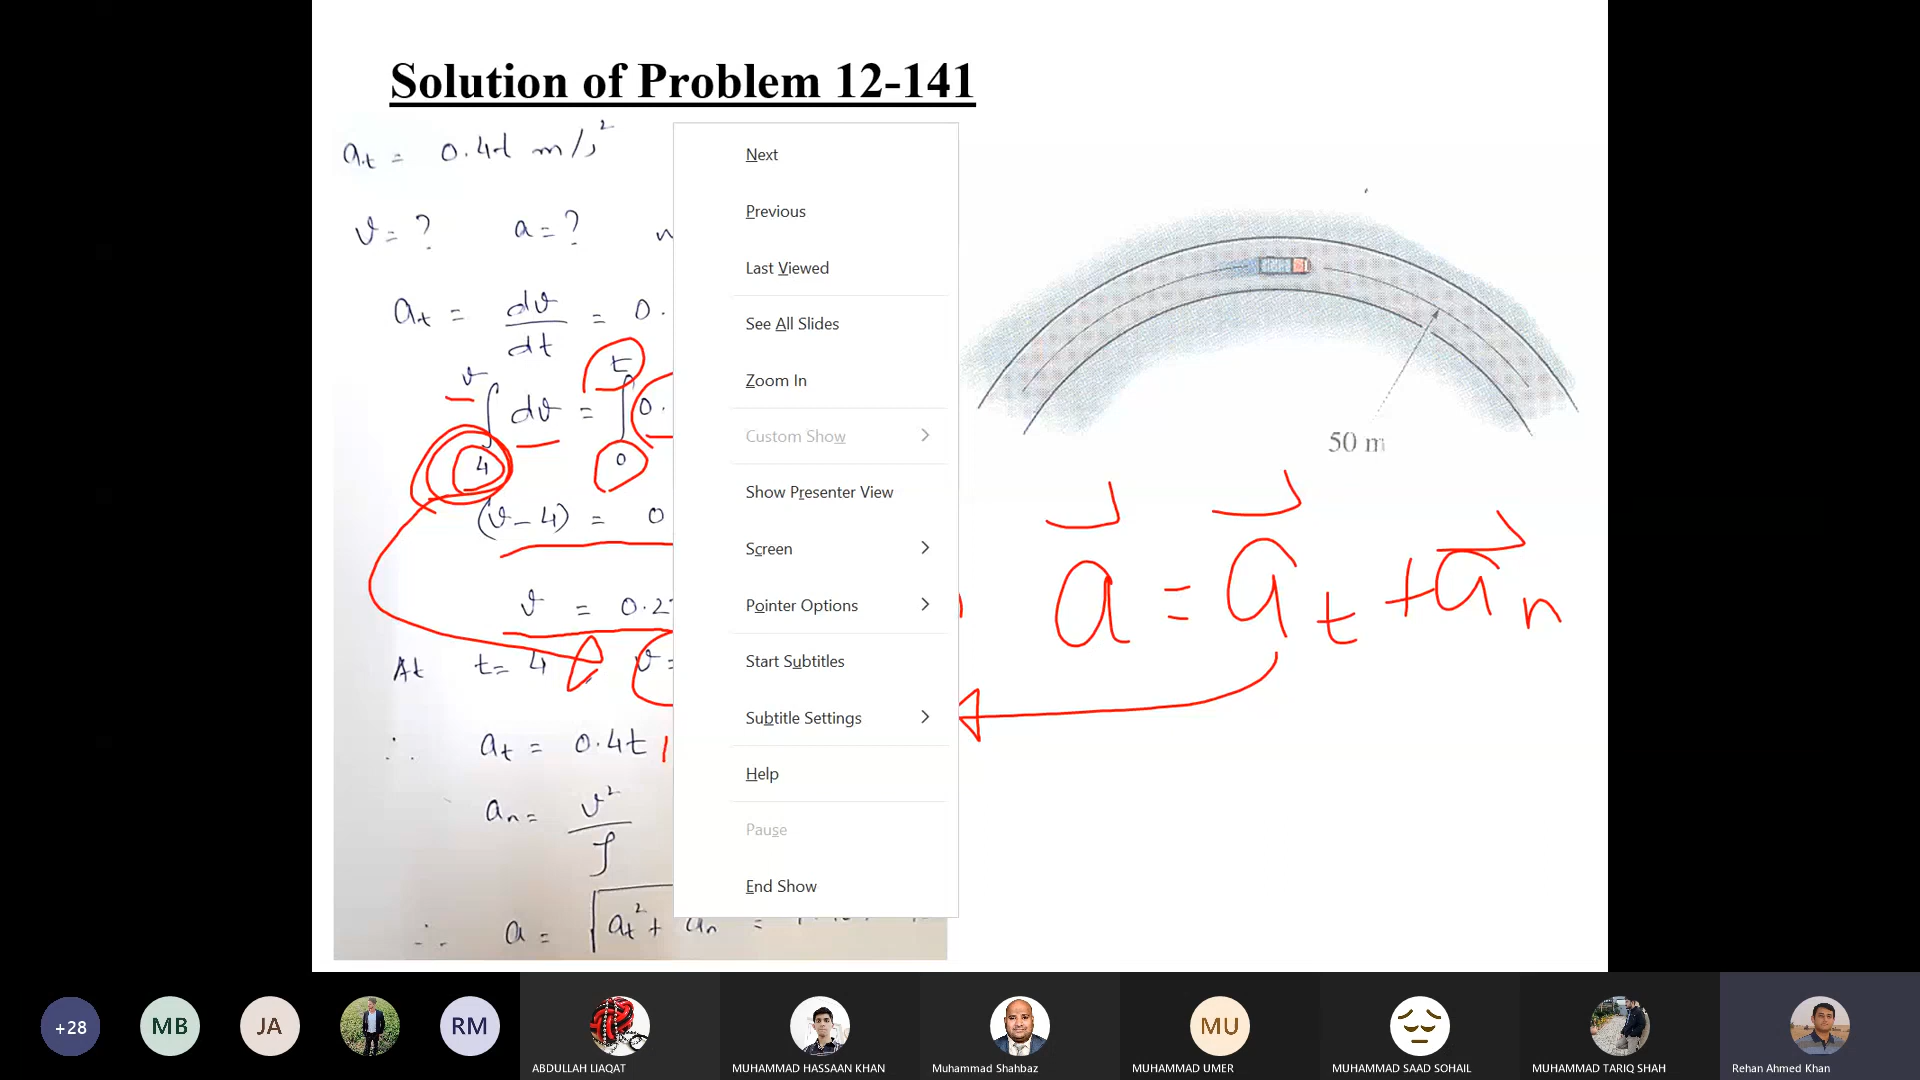 Solution of Problem 12-141
at = 0.4t m/s²
v = ? a = ? n
at = dv/dt = 0.
∫ v 4 dv = ∫ t 0 0.
(v - 4) = 0
v = 0.2
At t = 4 v =
∴ at = 0.4t
an = v²/ρ
∴ a = √at² + an =
Next
Previous
Last Viewed
See All Slides
Zoom In
Custom Show
Show Presenter View
Screen
Pointer Options
Start Subtitles
Subtitle Settings
Help
Pause
End Show
50 m
a = at + an
+28
MB
JA
RM
ABDULLAH LIAQAT
MUHAMMAD HASSAAN KHAN
Muhammad Shahbaz
MU
MUHAMMAD UMER
MUHAMMAD SAAD SOHAIL
MUHAMMAD TARIQ SHAH
Rehan Ahmed Khan